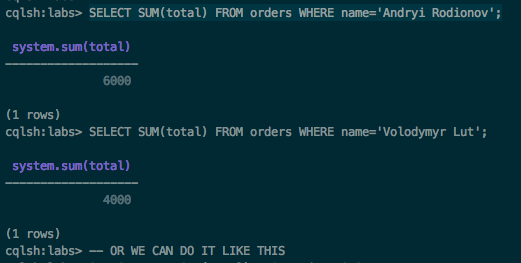 cqlsh:labs> SELECT SUM(total) FROM orders WHERE name='Andryi Rodionov';
system.sum(total)
-------------------
6000
(1 rows)
cqlsh:labs> SELECT SUM(total) FROM orders WHERE name='Volodymyr Lut';
system.sum(total)
-------------------
4000
(1 rows)
cqlsh:labs> -- OR WE CAN DO IT LIKE THIS